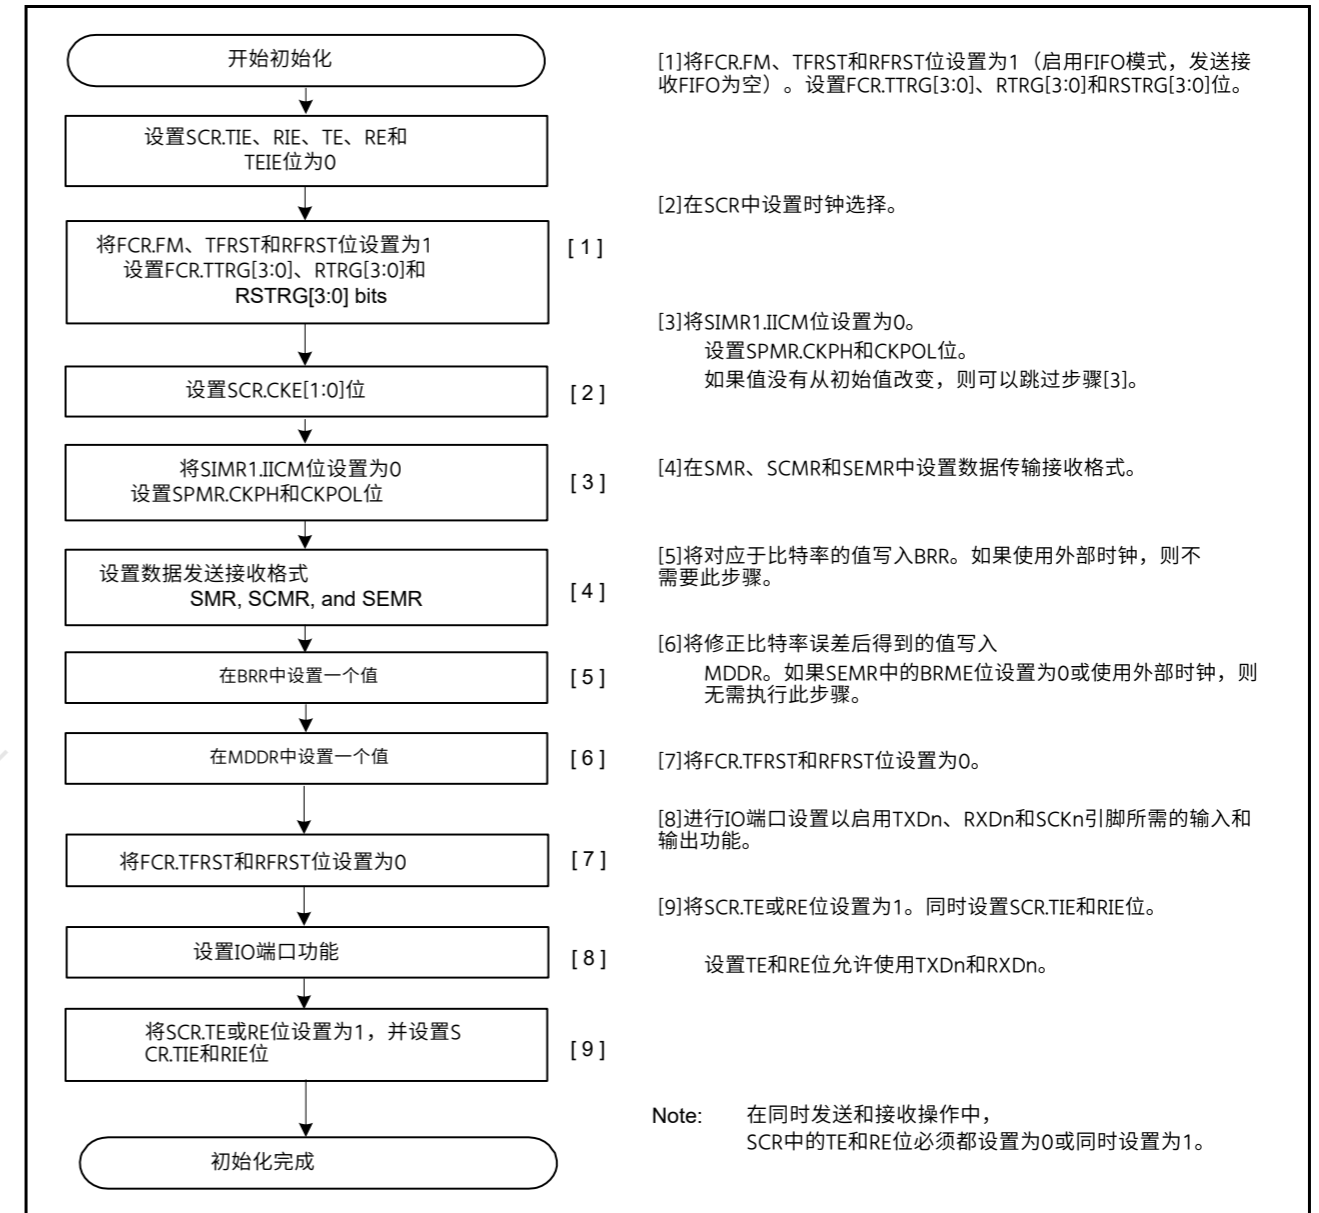 开始初始化
设置SCR.TIE、RIE、TE、RE和
TEIE位为0
将FCR.FM、TFRST和RFRST位设置为1
设置FCR.TTRG[3:0]、RTRG[3:0]和
RSTRG[3:0] bits
[ 1 ]
设置SCR.CKE[1:0]位
[ 2 ]
将SIMR1.IICM位设置为0
设置SPMR.CKPH和CKPOL位
[ 3 ]
设置数据发送接收格式
SMR, SCMR, and SEMR
[ 4 ]
在BRR中设置一个值
[ 5 ]
在MDDR中设置一个值
[ 6 ]
将FCR.TFRST和RFRST位设置为0
[ 7 ]
设置IO端口功能
[ 8 ]
将SCR.TE或RE位设置为1，并设置S
CR.TIE和RIE位
[ 9 ]
初始化完成
[1]将FCR.FM、TFRST和RFRST位设置为1（启用FIFO模式，发送接
收FIFO为空）。设置FCR.TTRG[3:0]、RTRG[3:0]和RSTRG[3:0]位。
[2]在SCR中设置时钟选择。
[3]将SIMR1.IICM位设置为0。
设置SPMR.CKPH和CKPOL位。
如果值没有从初始值改变，则可以跳过步骤[3]。
[4]在SMR、SCMR和SEMR中设置数据传输接收格式。
[5]将对应于比特率的值写入BRR。如果使用外部时钟，则不
需要此步骤。
[6]将修正比特率误差后得到的值写入
MDDR。如果SEMR中的BRME位设置为0或使用外部时钟，则
无需执行此步骤。
[7]将FCR.TFRST和RFRST位设置为0。
[8]进行IO端口设置以启用TXDn、RXDn和SCKn引脚所需的输入和
输出功能。
[9]将SCR.TE或RE位设置为1。同时设置SCR.TIE和RIE位。
设置TE和RE位允许使用TXDn和RXDn。
Note: 在同时发送和接收操作中，
SCR中的TE和RE位必须都设置为0或同时设置为1。